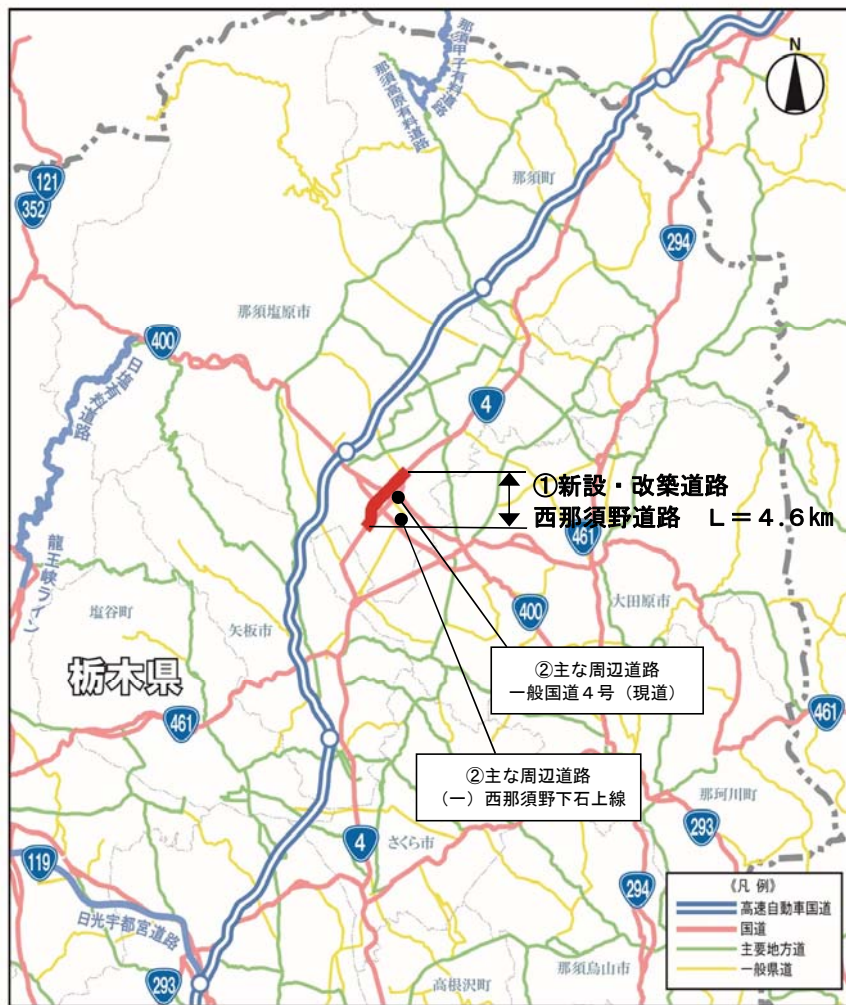 那須甲子有料道路
那須高原有料道路
N
121
352
那須町
294
那須塩原市
400
日塩有料道路
4
①新設・改築道路
西那須野道路 L=4.6km
461
龍王峡ライン
塩谷町
矢板市
400
大田原市
栃木県
②主な周辺道路
一般国道4号(現道)
461
461
②主な周辺道路
(一)西那須野下石上線
那珂川町
293
4
さくら市
119
日光宇都宮道路
294
《凡 例》
高速自動車国道
国道
主要地方道
一般県道
293
高根沢町
那須烏山市